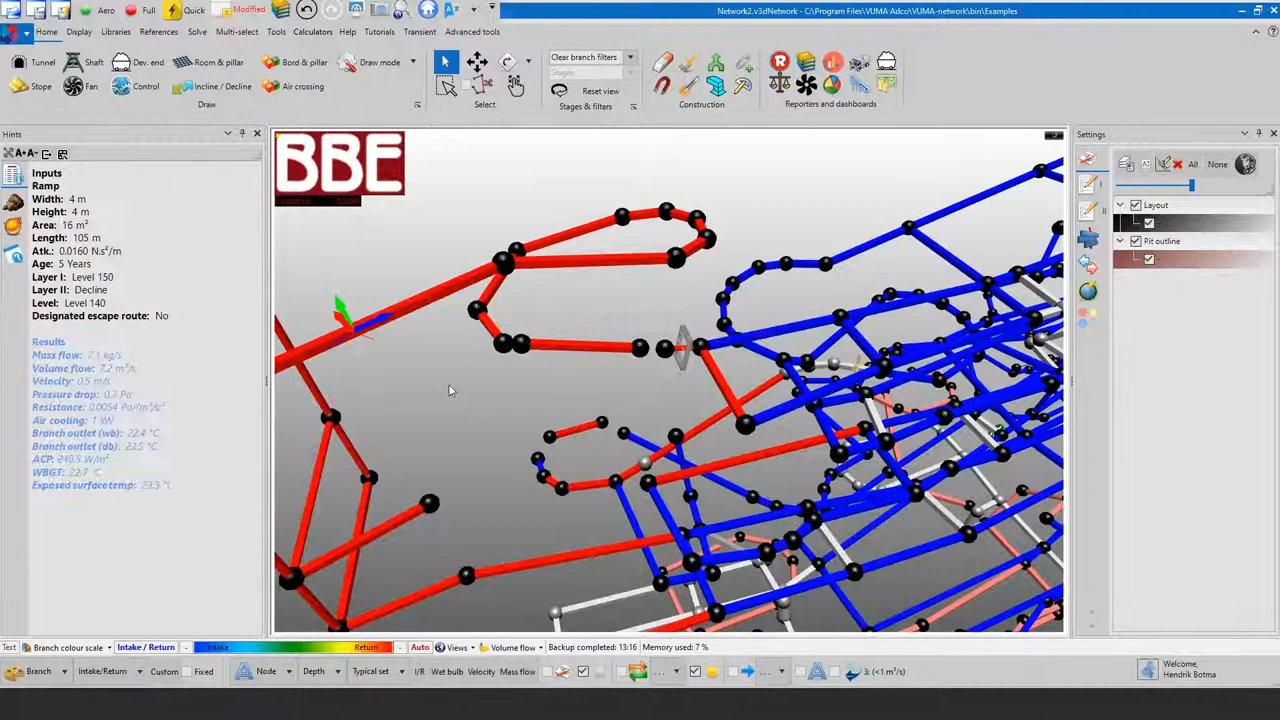 Aero
Full
Quick
Modified
Network2.v3dNetwork - C:\Program Files\VUMA Adco\VUMA-network\bin\Examples
Home
Display
Libraries
References
Solve
Multi-select
Tools
Calculators
Help
Tutorials
Transient
Advanced tools
Tunnel
Shaft
Dev. end
Room & pillar
Bord & pillar
Draw mode
Clear branch filters
Stages
Stope
Fan
Control
Incline / Decline
Air crossing
Reset view
Draw
Select
Stages & filters
Construction
Reporters and dashboards
Hints
Settings
A+A-
All
None
BBE
Inputs
Ramp
Width: 4 m
Height: 4 m
Area: 16 m²
Length: 105 m
Atk.: 0.0160 N.s²/m
Age: 5 Years
Layer I: Level 150
Layer II: Decline
Level: Level 140
Designated escape route: No
Layout
Pit outline
Results
Mass flow: 7.1 kg/s
Volume flow: 7.2 m³/s
Velocity: 0.5 m/s
Pressure drop: 0.3 Pa
Air cooling: 1 kW
Branch outlet (wb): 22.4 °C
Branch outlet (db): 23.5 °C
WBGT: 22.7 °C
Exposed surface temp: 23.5 °C
Text
Branch colour scale
Intake / Return
Intake
Return
Auto
Views
Volume flow
Backup completed: 13:16
Memory used: 7 %
Branch
Intake/Return
Custom
Fixed
Node
Depth
Typical set
I/R
Wet bulb
Velocity
Mass flow
3: (<1 m³/s)
Welcome,
Hendrik Botma